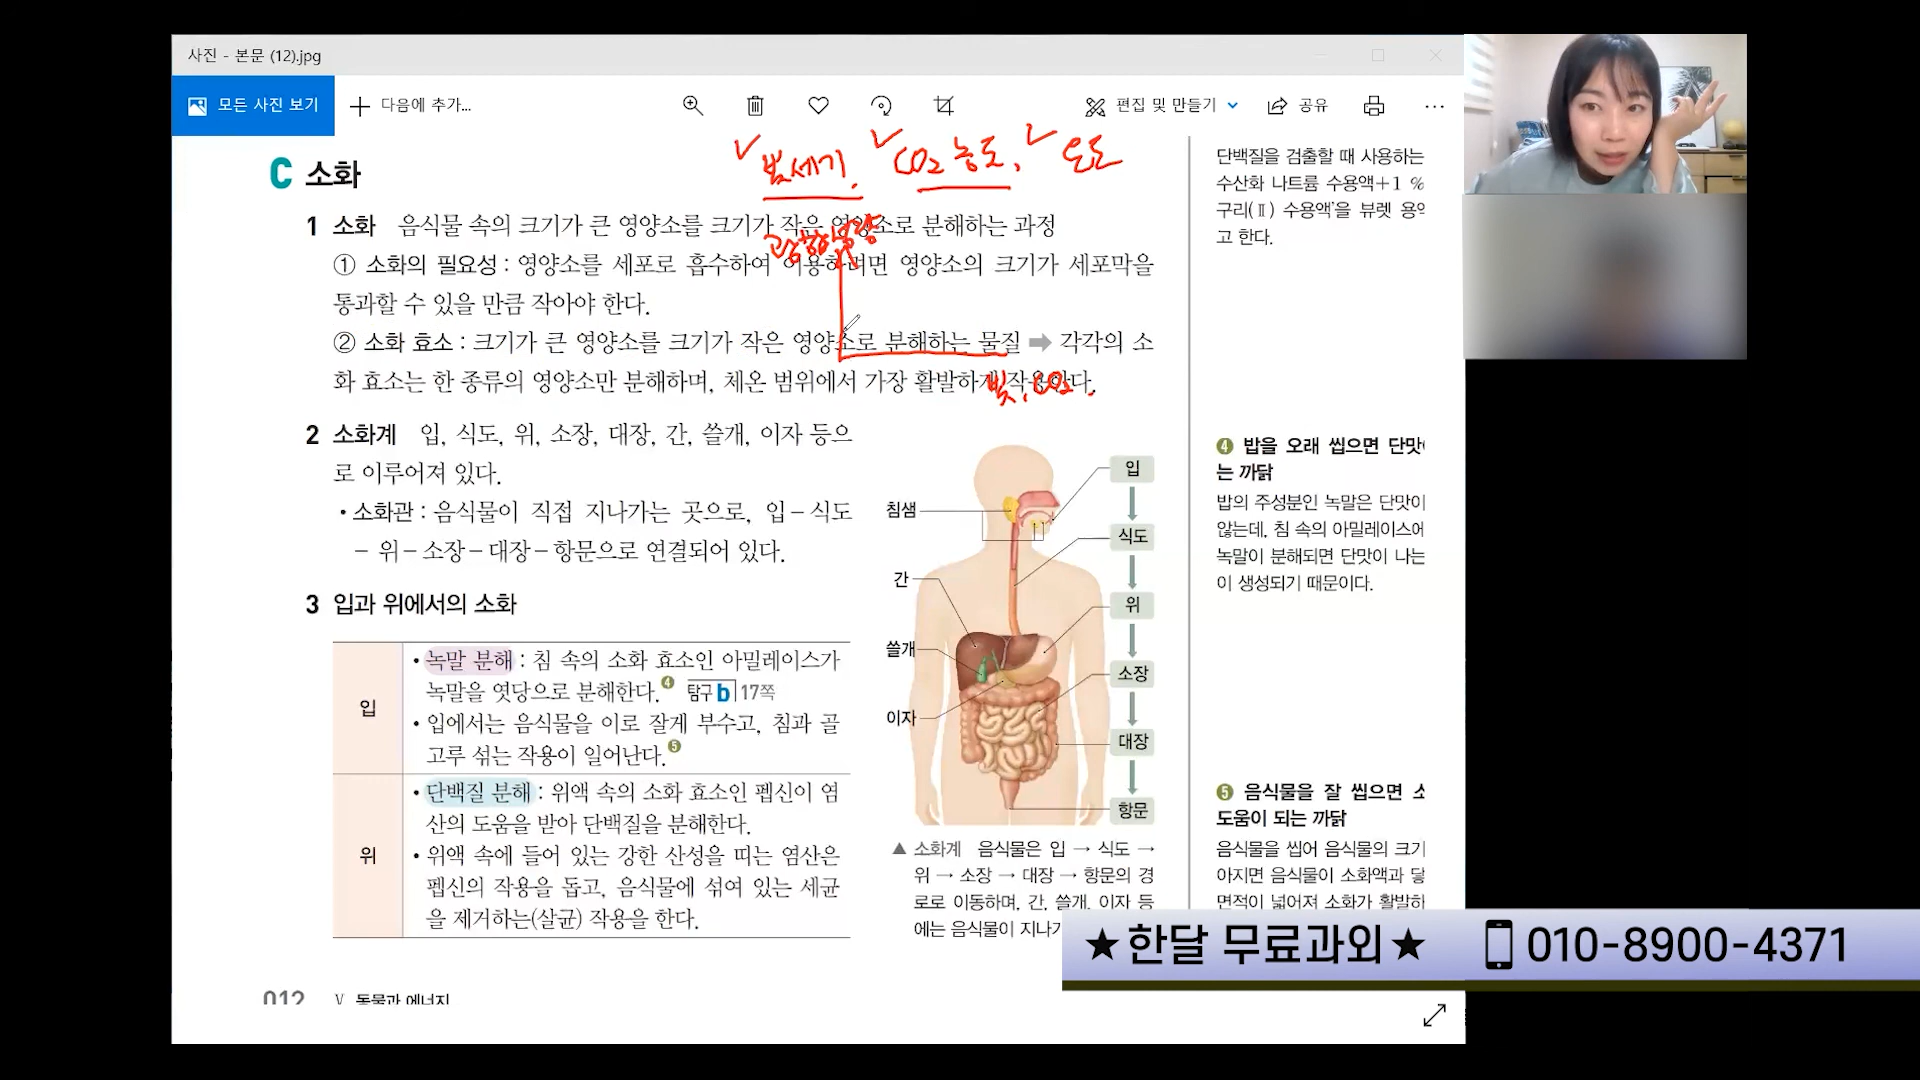 사진 - 본문 (12).jpg
모든 사진 보기
다음에 추가...
편집 및 만들기
공유
빛세기, CO₂ 농도, 온도
C 소화
1 소화 음식물 속의 크기가 큰 영양소를 크기가 작은 영양소로 분해하는 과정
① 소화의 필요성 : 영양소를 세포로 흡수하여 이용하려면 영양소의 크기가 세포막을
통과할 수 있을 만큼 작아야 한다.
② 소화 효소 : 크기가 큰 영양소를 크기가 작은 영양소로 분해하는 물질 ➡ 각각의 소
화 효소는 한 종류의 영양소만 분해하며, 체온 범위에서 가장 활발하게 작용한다.
빛, CO₂
2 소화계 입, 식도, 위, 소장, 대장, 간, 쓸개, 이자 등으
로 이루어져 있다.
• 소화관 : 음식물이 직접 지나가는 곳으로, 입 – 식도
– 위 – 소장 – 대장 – 항문으로 연결되어 있다.
3 입과 위에서의 소화
입
• 녹말 분해 : 침 속의 소화 효소인 아밀레이스가
녹말을 엿당으로 분해한다.❹ 탐구 b 17쪽
• 입에서는 음식물을 이로 잘게 부수고, 침과 골
고루 섞는 작용이 일어난다.❺
위
• 단백질 분해 : 위액 속의 소화 효소인 펩신이 염
산의 도움을 받아 단백질을 분해한다.
• 위액 속에 들어 있는 강한 산성을 띠는 염산은
펩신의 작용을 돕고, 음식물에 섞여 있는 세균
을 제거하는(살균) 작용을 한다.
침샘
간
쓸개
이자
입
식도
위
소장
대장
항문
▲ 소화계 음식물은 입 → 식도 →
위 → 소장 → 대장 → 항문의 경
로로 이동하며, 간, 쓸개, 이자 등
에는 음식물이 지나가
단백질을 검출할 때 사용하는
수산화 나트륨 수용액+1 %
구리(Ⅱ) 수용액'을 뷰렛 용액
고 한다.
❹ 밥을 오래 씹으면 단맛이
는 까닭
밥의 주성분인 녹말은 단맛이
않는데, 침 속의 아밀레이스에
녹말이 분해되면 단맛이 나는
이 생성되기 때문이다.
❺ 음식물을 잘 씹으면 소
도움이 되는 까닭
음식물을 씹어 음식물의 크기
아지면 음식물이 소화액과 닿
면적이 넓어져 소화가 활발하
012 Ⅴ 동물과 에너지
★한달 무료과외★ 010-8900-4371